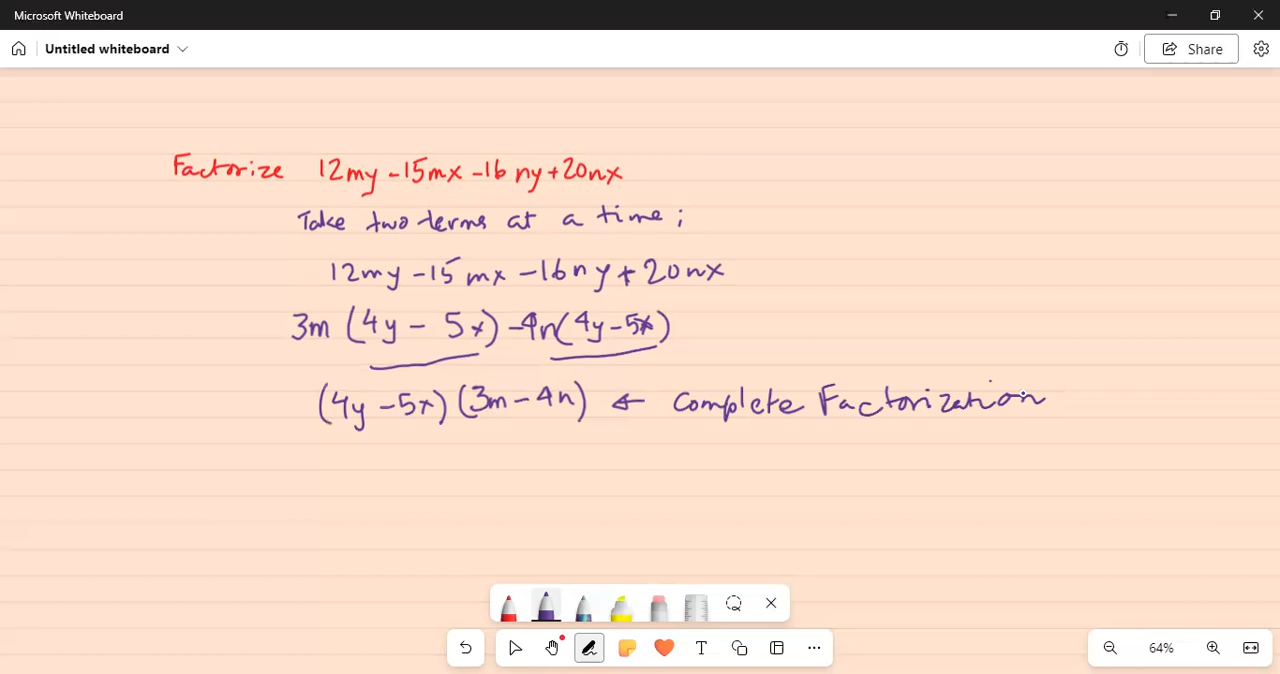 Microsoft Whiteboard
Untitled whiteboard
Share
Factorize 12my - 15mx - 16ny + 20nx
Take two terms at a time;
12my - 15mx - 16ny + 20nx
3m (4y - 5x) - 4n(4y - 5x)
(4y - 5x) (3m - 4n) ← Complete Factorization
64%